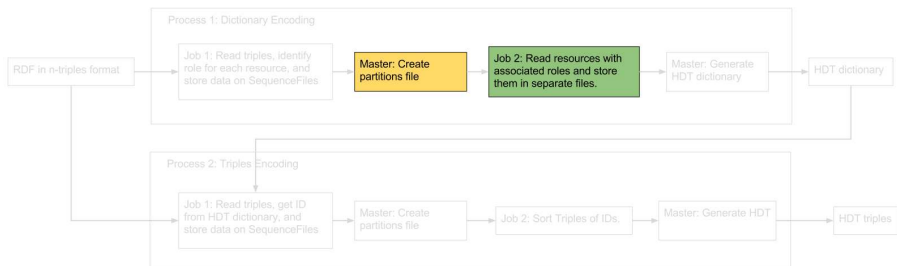 Process 1: Dictionary Encoding
RDF in n-triples format
Job 1: Read triples, identify
role for each resource, and
store data on SequenceFiles
Master: Create
partitions file
Job 2: Read resources with
associated roles and store
them in separate files.
Master: Generate
HDT dictionary
HDT dictionary
Process 2: Triples Encoding
Job 1: Read triples, get ID
from HDT dictionary, and
store data on SequenceFiles
Master: Create
partitions file
Job 2: Sort Triples of IDs.
Master: Generate HDT
HDT triples